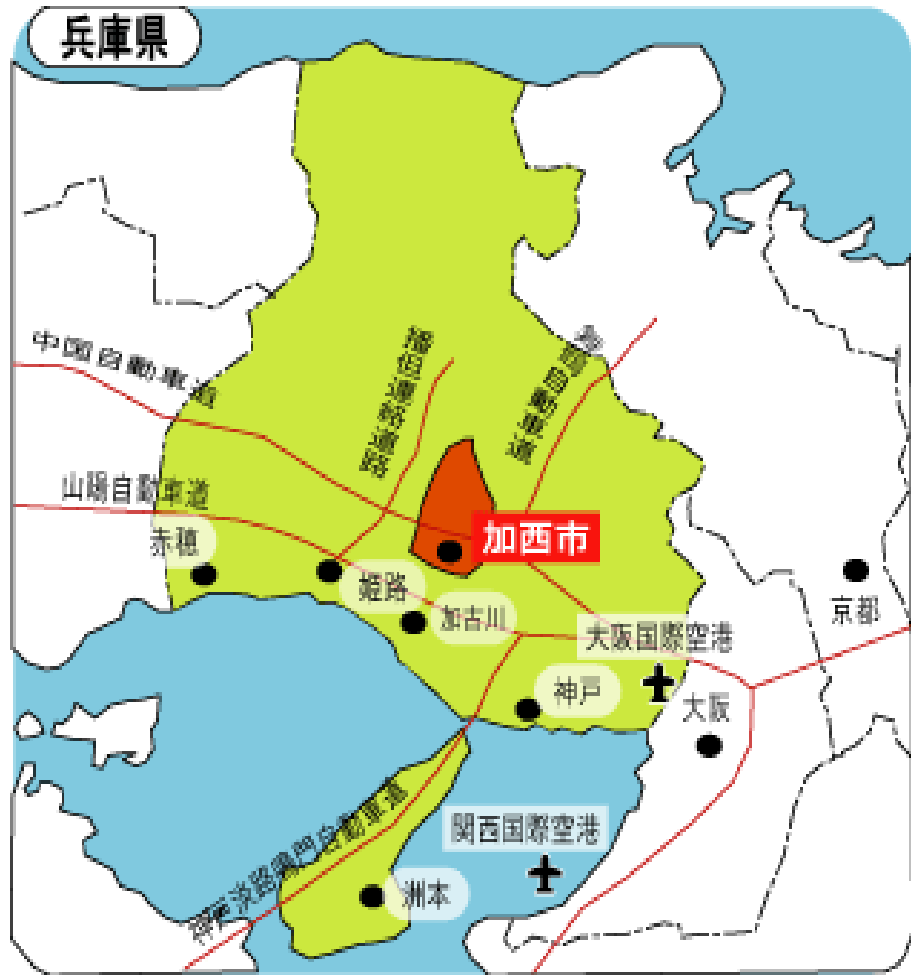 兵庫県
中国自動車道
播但連絡道路
自動車道
山陽自動車道
赤穂
加西市
姫路
加古川
京都
大阪国際空港
神戸
大阪
神戸淡路鳴門自動車道
関西国際空港
洲本